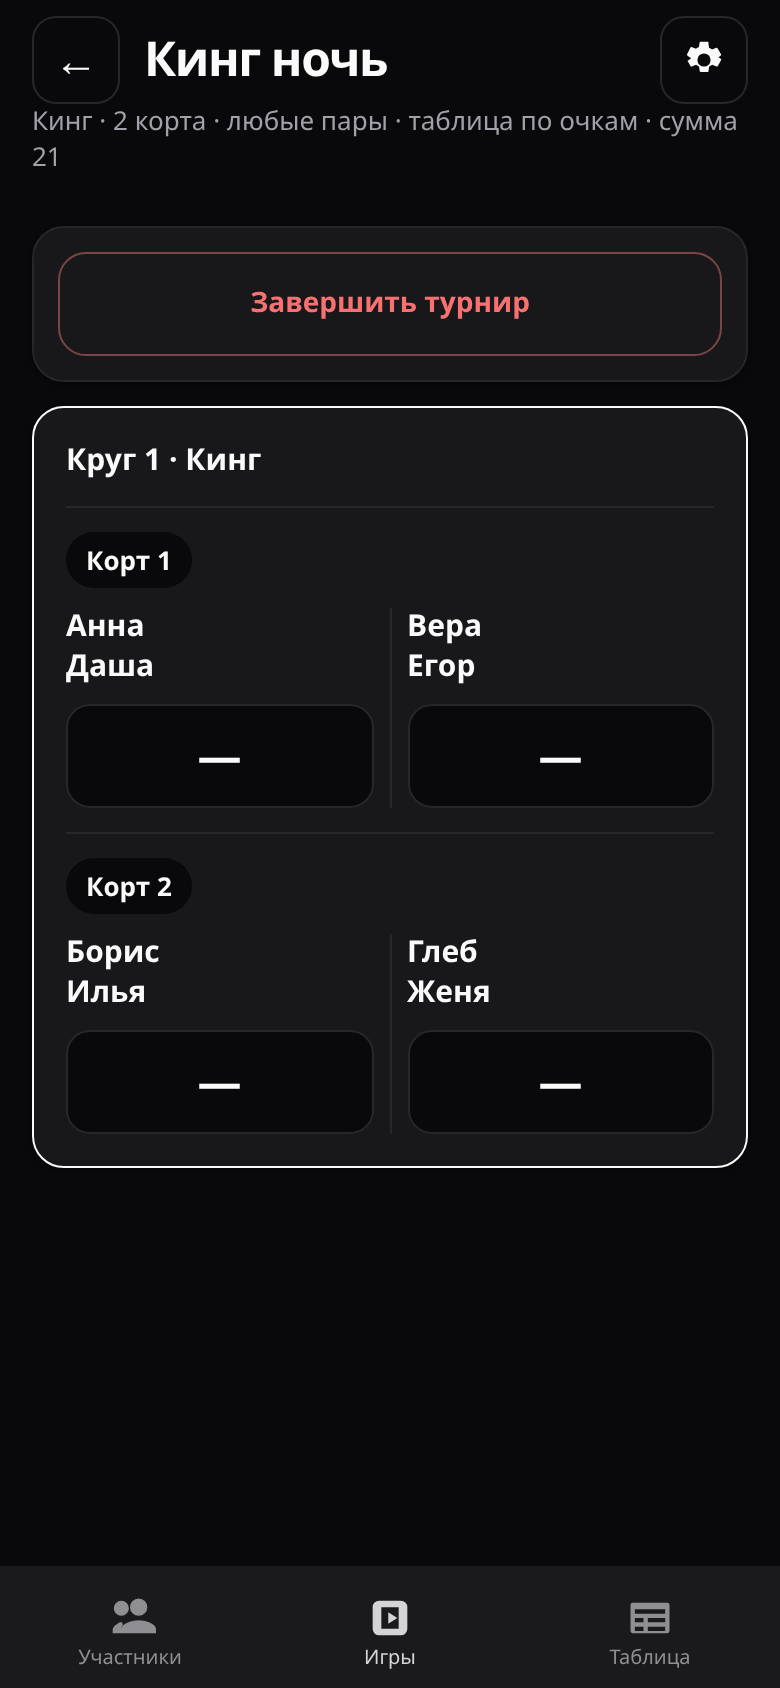 ← Кинг ночь
Кинг · 2 корта · любые пары · таблица по очкам · сумма
21
Завершить турнир
Круг 1 · Кинг
Корт 1
Анна
Даша
Вера
Егор
—
—
Корт 2
Борис
Илья
Глеб
Женя
—
—
Участники
Игры
Таблица